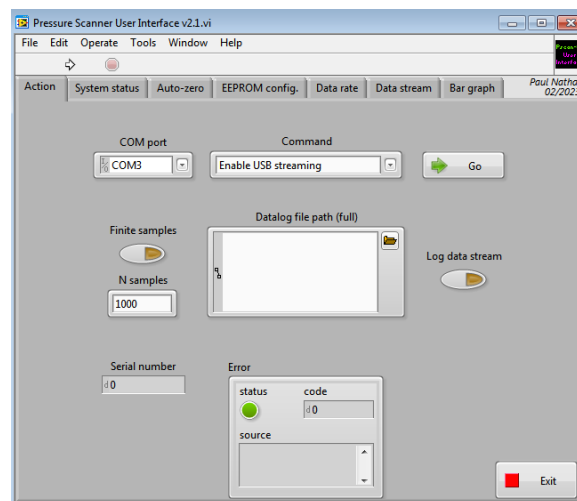 Pressure Scanner User Interface v2.1.vi
File Edit Operate Tools Window Help
Action System status Auto-zero EEPROM config. Data rate Data stream Bar graph
Paul Natha
02/202
COM port Command
COM3 Enable USB streaming Go
Datalog file path (full)
Finite samples
Log data stream
N samples
1000
Serial number Error
d 0
status code
d 0
source
Exit